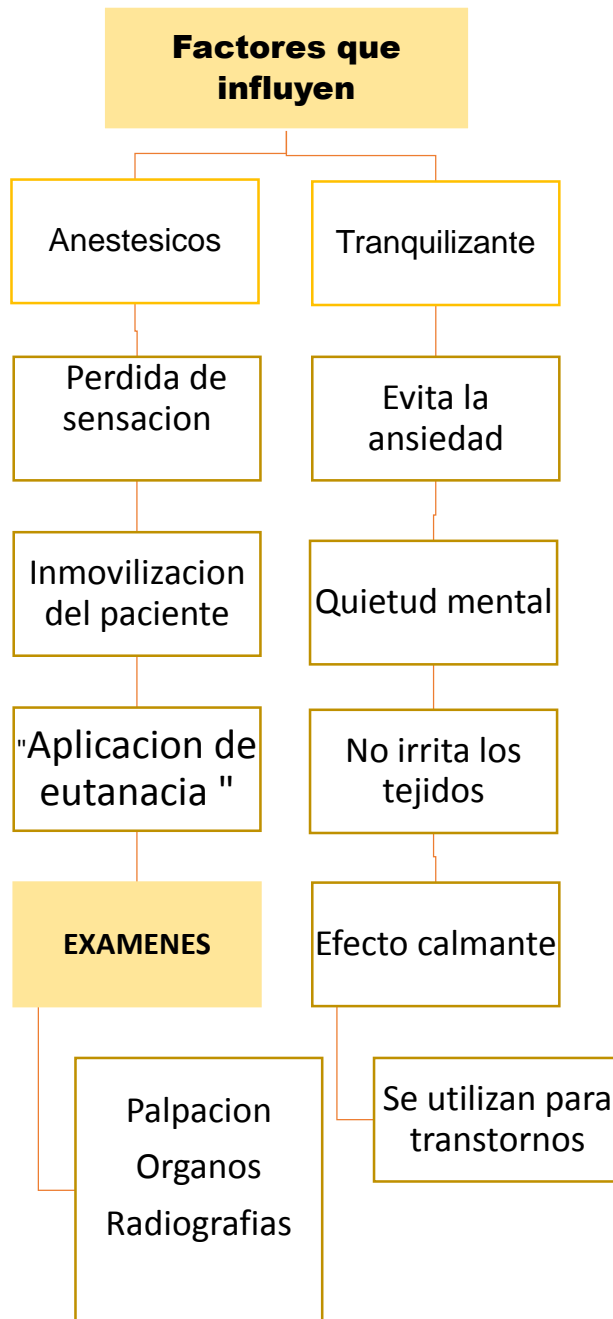 Factores que
influyen
Anestesicos
Perdida de
sensacion
Inmovilizacion
del paciente
"Aplicacion de
eutanacia "
EXAMENES
Palpacion
Organos
Radiografias
Tranquilizante
Evita la
ansiedad
Quietud mental
No irrita los
tejidos
Efecto calmante
Se utilizan para
transtornos